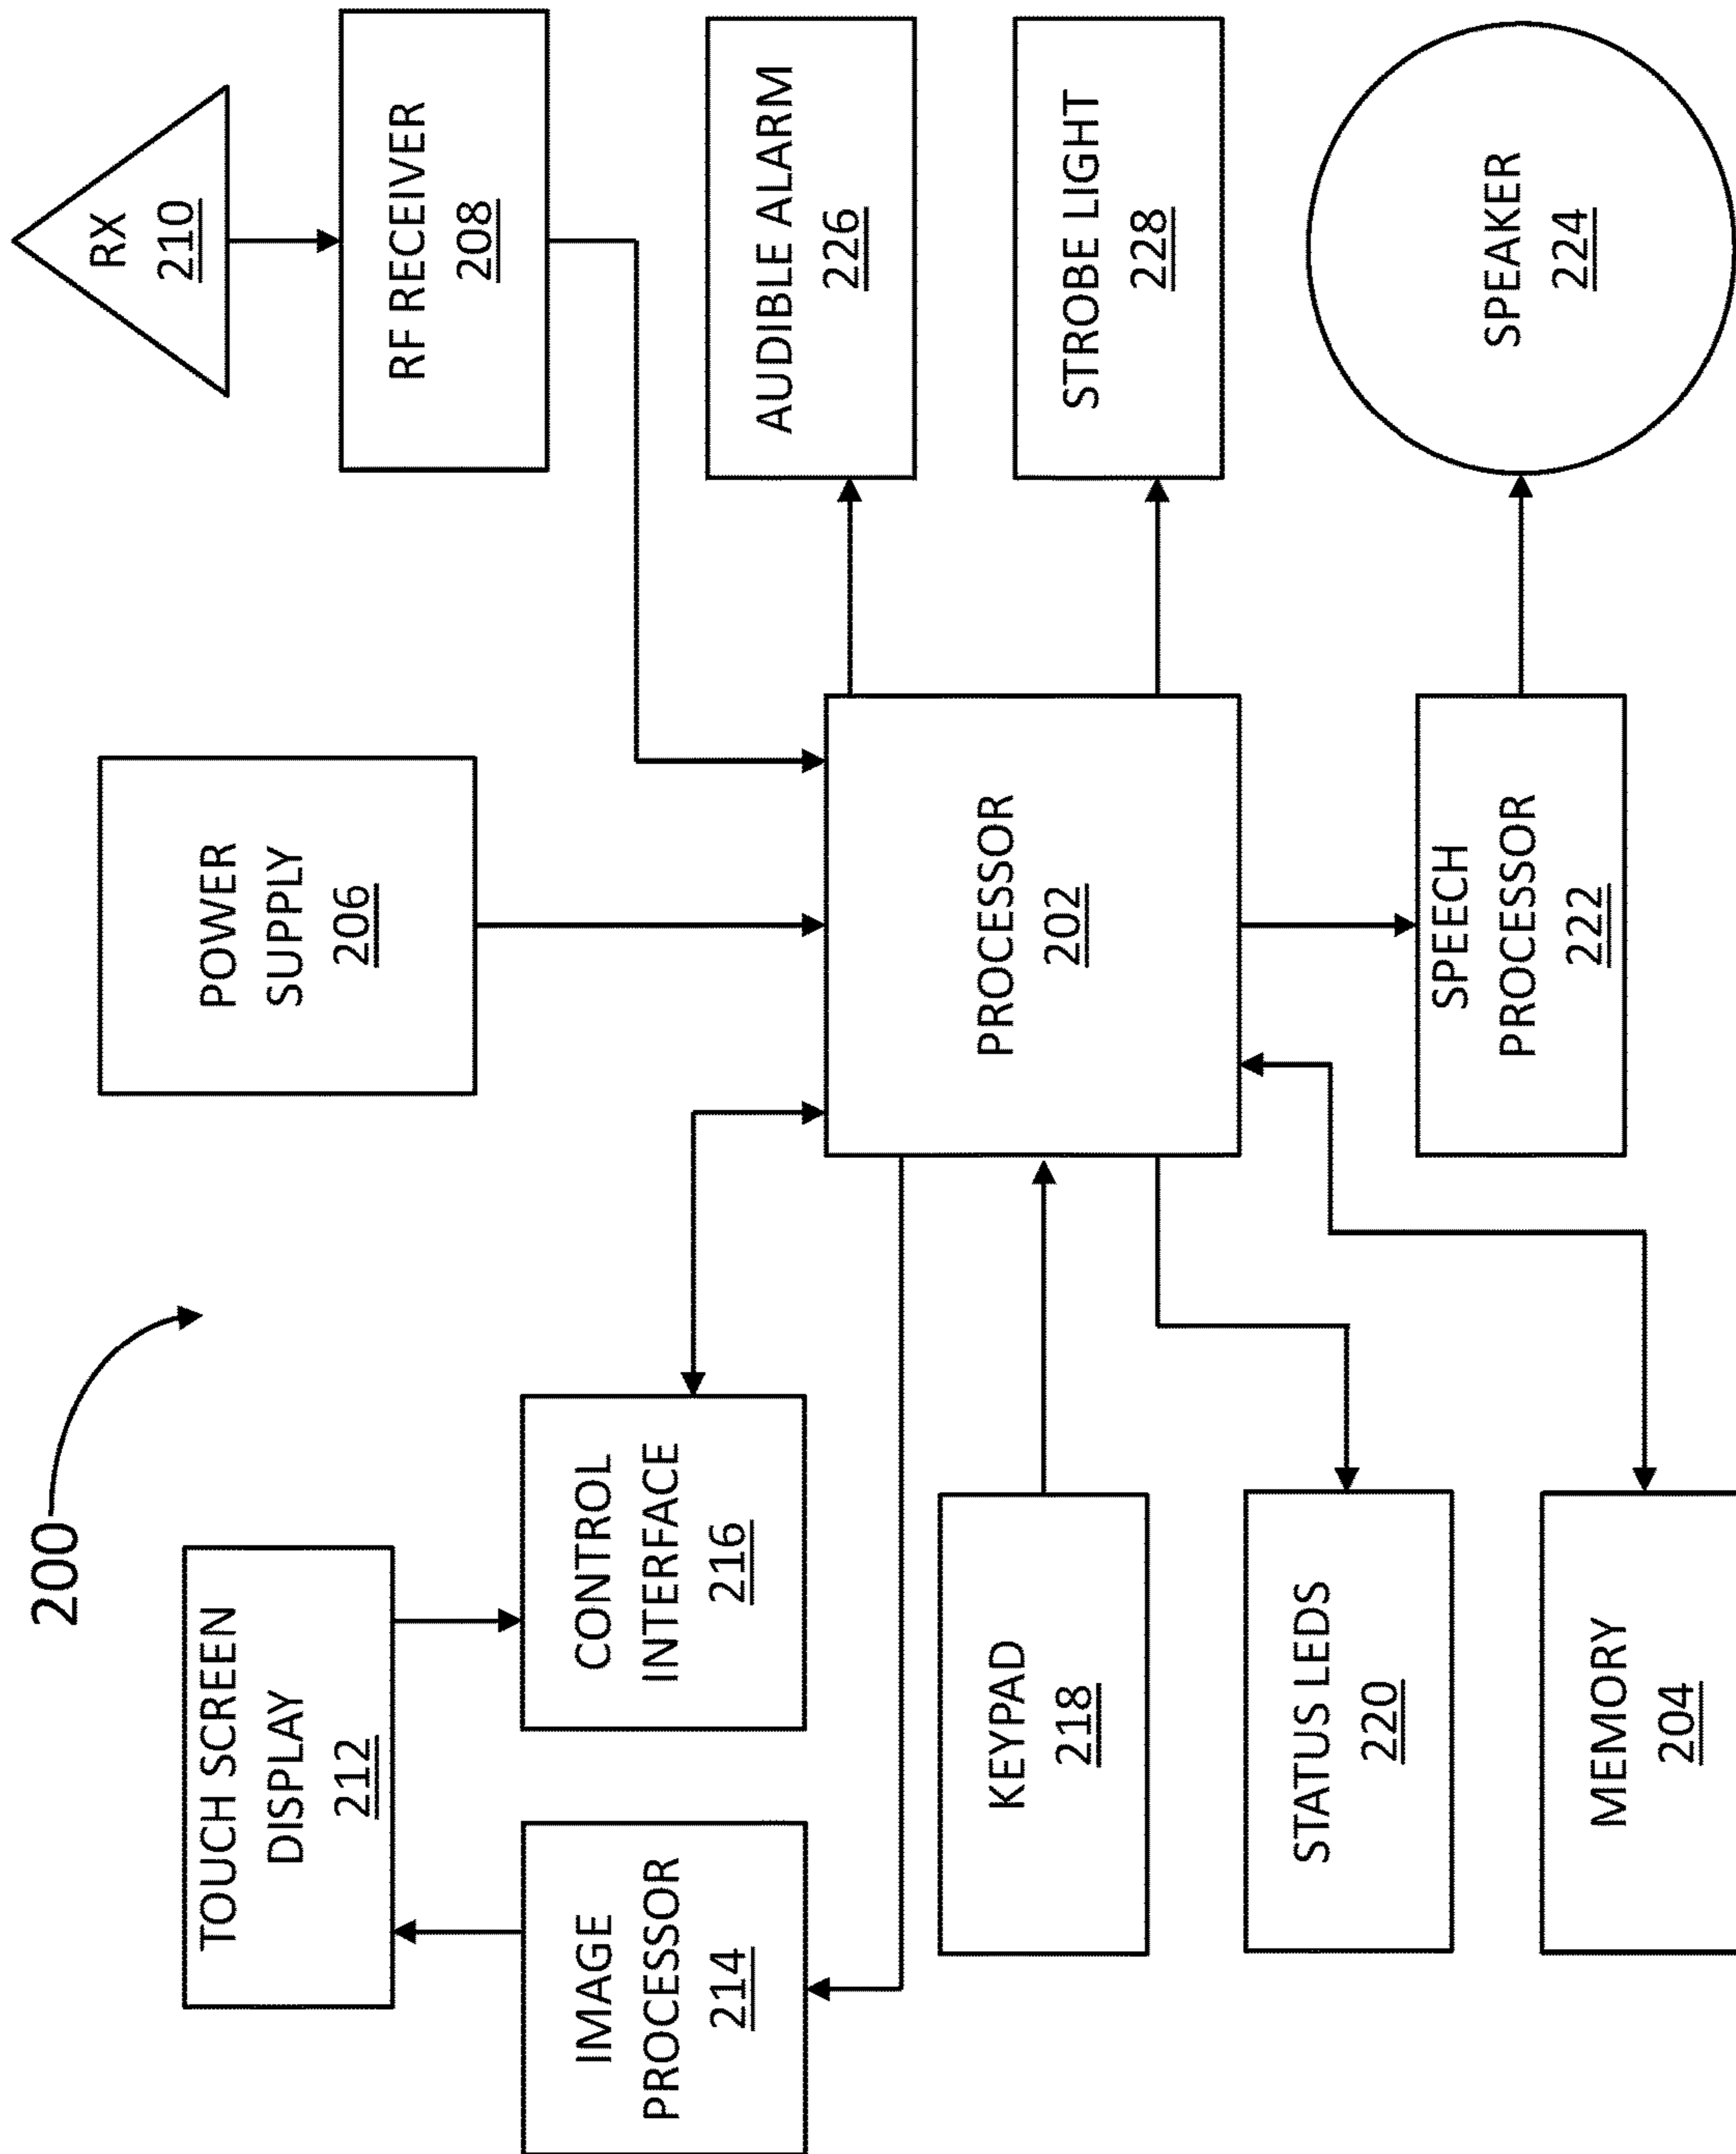 200
TOUCH SCREEN
DISPLAY
212
POWER
SUPPLY
206
RX
210
IMAGE
PROCESSOR
214
CONTROL
INTERFACE
216
RF RECEIVER
208
KEYPAD
218
PROCESSOR
202
AUDIBLE ALARM
226
STATUS LEDS
220
STROBE LIGHT
228
MEMORY
204
SPEECH
PROCESSOR
222
SPEAKER
224